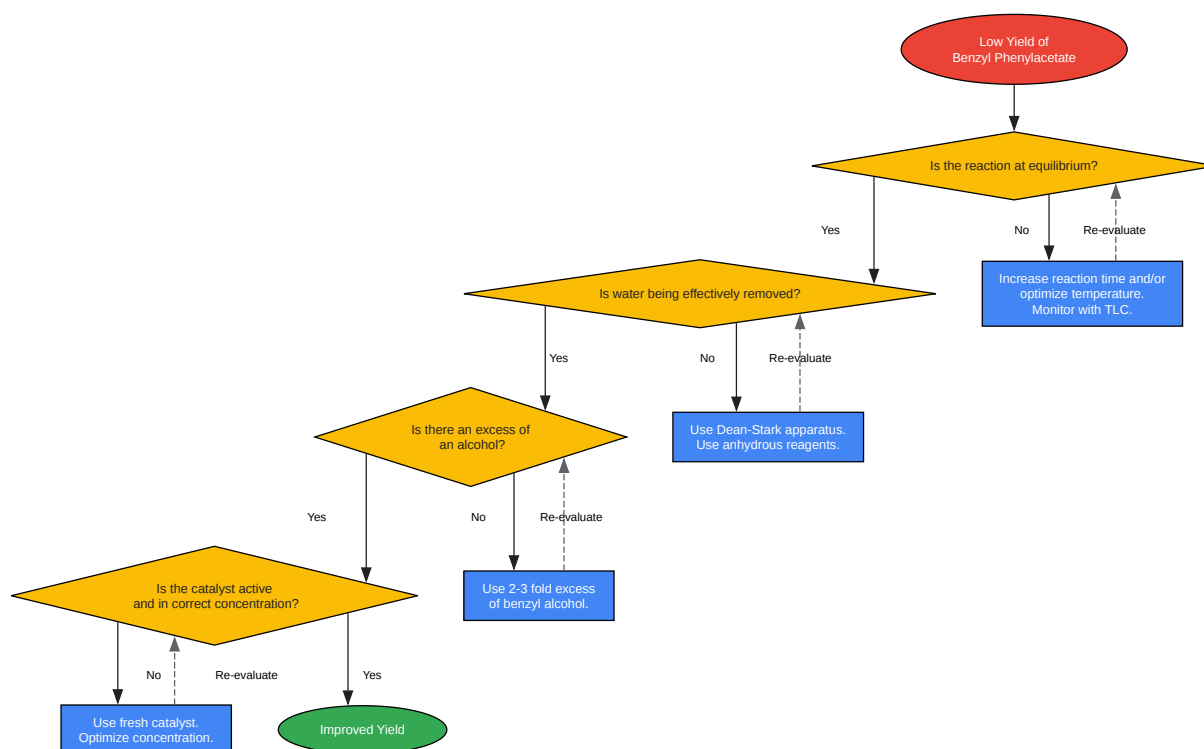 Low Yield of
Benzyl Phenylacetate
Is the reaction at equilibrium?
Yes
No
Re-evaluate
Increase reaction time and/or
optimize temperature.
Monitor with TLC.
Is water being effectively removed?
Yes
No
Re-evaluate
Use Dean-Stark apparatus.
Use anhydrous reagents.
Is there an excess of
an alcohol?
Yes
No
Re-evaluate
Use 2-3 fold excess
of benzyl alcohol.
Is the catalyst active
and in correct concentration?
No
Re-evaluate
Yes
Use fresh catalyst.
Optimize concentration.
Improved Yield